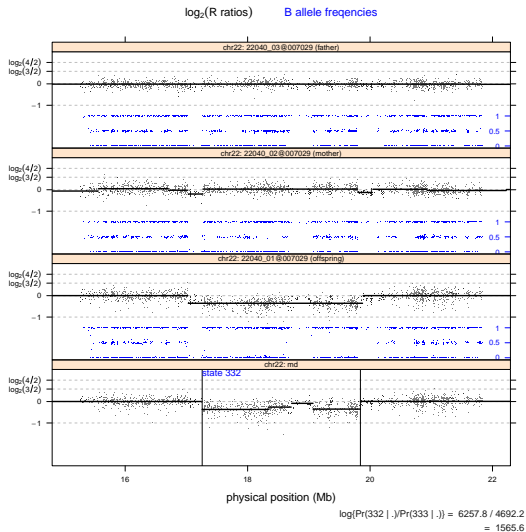 log₂(R ratios) B allele freqencies
chr22: 22040_03@007029 (father)
log₂(4/2)
log₂(3/2)
0
−1
1
0.5
0
chr22: 22040_02@007029 (mother)
log₂(4/2)
log₂(3/2)
0
−1
1
0.5
0
chr22: 22040_01@007029 (offspring)
log₂(4/2)
log₂(3/2)
0
−1
1
0.5
0
chr22: md
state 332
log₂(4/2)
log₂(3/2)
0
−1
16 18 20 22
physical position (Mb)
log{Pr(332 | .)/Pr(333 | .)} = 6257.8 / 4692.2
= 1565.6